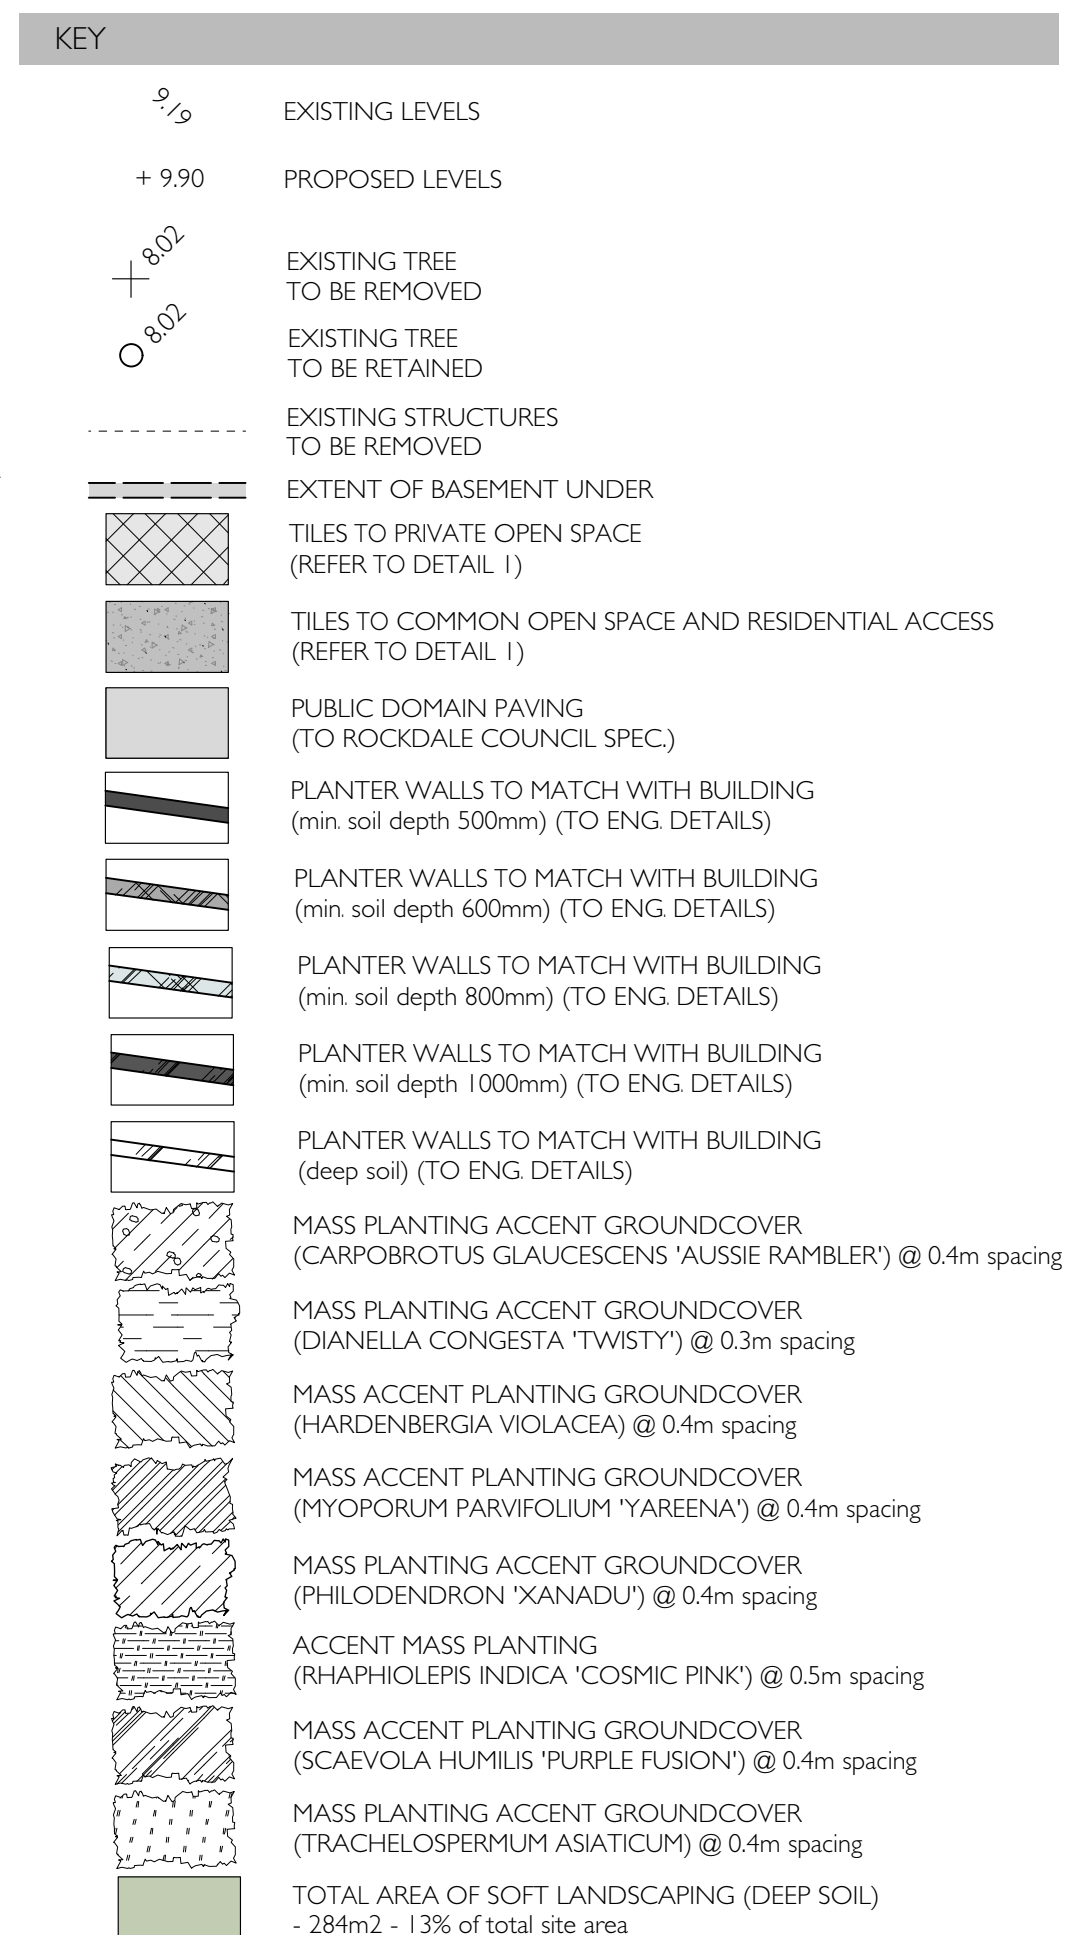 KEY
9.19
EXISTING LEVELS
+ 9.90
PROPOSED LEVELS
8.02
EXISTING TREE
TO BE REMOVED
8.02
EXISTING TREE
TO BE RETAINED
EXISTING STRUCTURES
TO BE REMOVED
EXTENT OF BASEMENT UNDER
TILES TO PRIVATE OPEN SPACE
(REFER TO DETAIL 1)
TILES TO COMMON OPEN SPACE AND RESIDENTIAL ACCESS
(REFER TO DETAIL 1)
PUBLIC DOMAIN PAVING
(TO ROCKDALE COUNCIL SPEC.)
PLANTER WALLS TO MATCH WITH BUILDING
(min. soil depth 500mm) (TO ENG. DETAILS)
PLANTER WALLS TO MATCH WITH BUILDING
(min. soil depth 600mm) (TO ENG. DETAILS)
PLANTER WALLS TO MATCH WITH BUILDING
(min. soil depth 800mm) (TO ENG. DETAILS)
PLANTER WALLS TO MATCH WITH BUILDING
(min. soil depth 1000mm) (TO ENG. DETAILS)
PLANTER WALLS TO MATCH WITH BUILDING
(deep soil) (TO ENG. DETAILS)
MASS PLANTING ACCENT GROUNDCOVER
(CARPOBROTUS GLAUCESCENS 'AUSSIE RAMBLER') @ 0.4m spacing
MASS PLANTING ACCENT GROUNDCOVER
(DIANELLA CONGESTA 'TWISTY') @ 0.3m spacing
MASS ACCENT PLANTING GROUNDCOVER
(HARDENBERGIA VIOLACEA) @ 0.4m spacing
MASS ACCENT PLANTING GROUNDCOVER
(MYOPORUM PARVIFOLIUM 'YAREENA') @ 0.4m spacing
MASS PLANTING ACCENT GROUNDCOVER
(PHILODENDRON 'XANADU') @ 0.4m spacing
ACCENT MASS PLANTING
(RHAPHIOLEPIS INDICA 'COSMIC PINK') @ 0.5m spacing
MASS ACCENT PLANTING GROUNDCOVER
(SCAEVOLA HUMILIS 'PURPLE FUSION') @ 0.4m spacing
MASS PLANTING ACCENT GROUNDCOVER
(TRACHELOSPERMUM ASIATICUM) @ 0.4m spacing
TOTAL AREA OF SOFT LANDSCAPING (DEEP SOIL)
- 284m2 - 13% of total site area